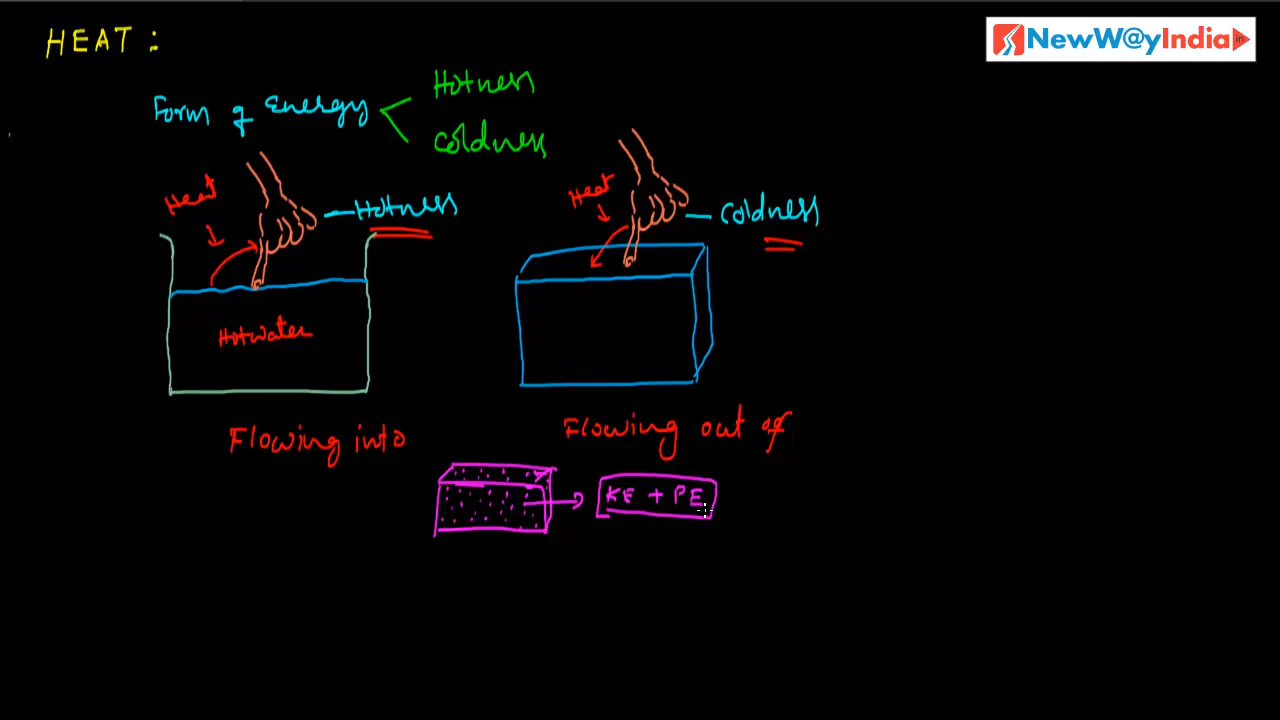 HEAT :
NewW@yIndia.in
Form of Energy
Hotness
Coldness
Heat
Hotness
Heat
Coldness
Hotwater
Flowing into
Flowing out of
KE + PE